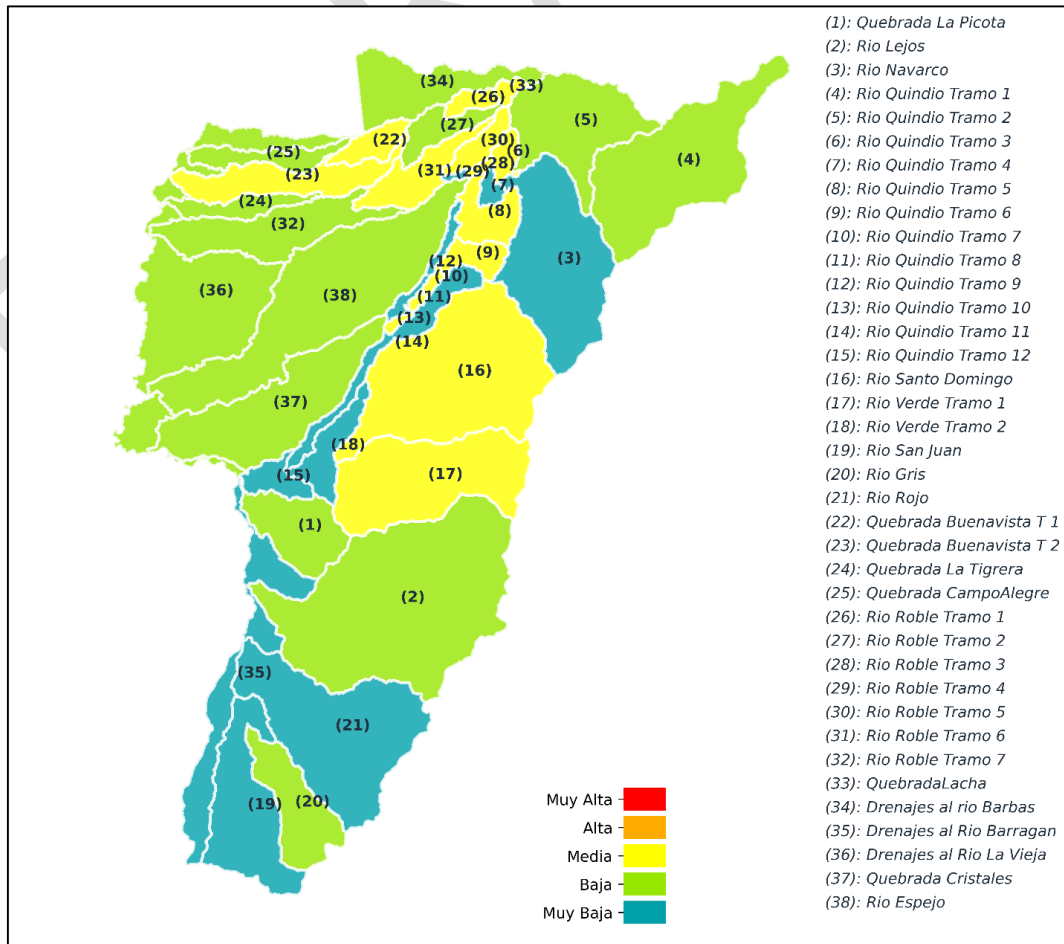 (1): Quebrada La Picota
(2): Rio Lejos
(3): Rio Navarco
(4): Rio Quindio Tramo 1
(5): Rio Quindio Tramo 2
(6): Rio Quindio Tramo 3
(7): Rio Quindio Tramo 4
(8): Rio Quindio Tramo 5
(9): Rio Quindio Tramo 6
(10): Rio Quindio Tramo 7
(11): Rio Quindio Tramo 8
(12): Rio Quindio Tramo 9
(13): Rio Quindio Tramo 10
(14): Rio Quindio Tramo 11
(15): Rio Quindio Tramo 12
(16): Rio Santo Domingo
(17): Rio Verde Tramo 1
(18): Rio Verde Tramo 2
(19): Rio San Juan
(20): Rio Gris
(21): Rio Rojo
(22): Quebrada Buenavista T 1
(23): Quebrada Buenavista T 2
(24): Quebrada La Tigrera
(25): Quebrada CampoAlegre
(26): Rio Roble Tramo 1
(27): Rio Roble Tramo 2
(28): Rio Roble Tramo 3
(29): Rio Roble Tramo 4
(30): Rio Roble Tramo 5
(31): Rio Roble Tramo 6
(32): Rio Roble Tramo 7
(33): QuebradaLacha
(34): Drenajes al rio Barbas
(35): Drenajes al Rio Barragan
(36): Drenajes al Rio La Vieja
(37): Quebrada Cristales
(38): Rio Espejo
(34)
(33)
(26)
(27)
(5)
(22)
(30)
(6)
(25)
(4)
(28)
(23)
(31)
(29)
(7)
(24)
(8)
(32)
(9)
(3)
(12)
(10)
(36)
(38)
(11)
(13)
(14)
(16)
(37)
(18)
(15)
(17)
(1)
(2)
(35)
(21)
(19)
(20)
Muy Alta
Alta
Media
Baja
Muy Baja